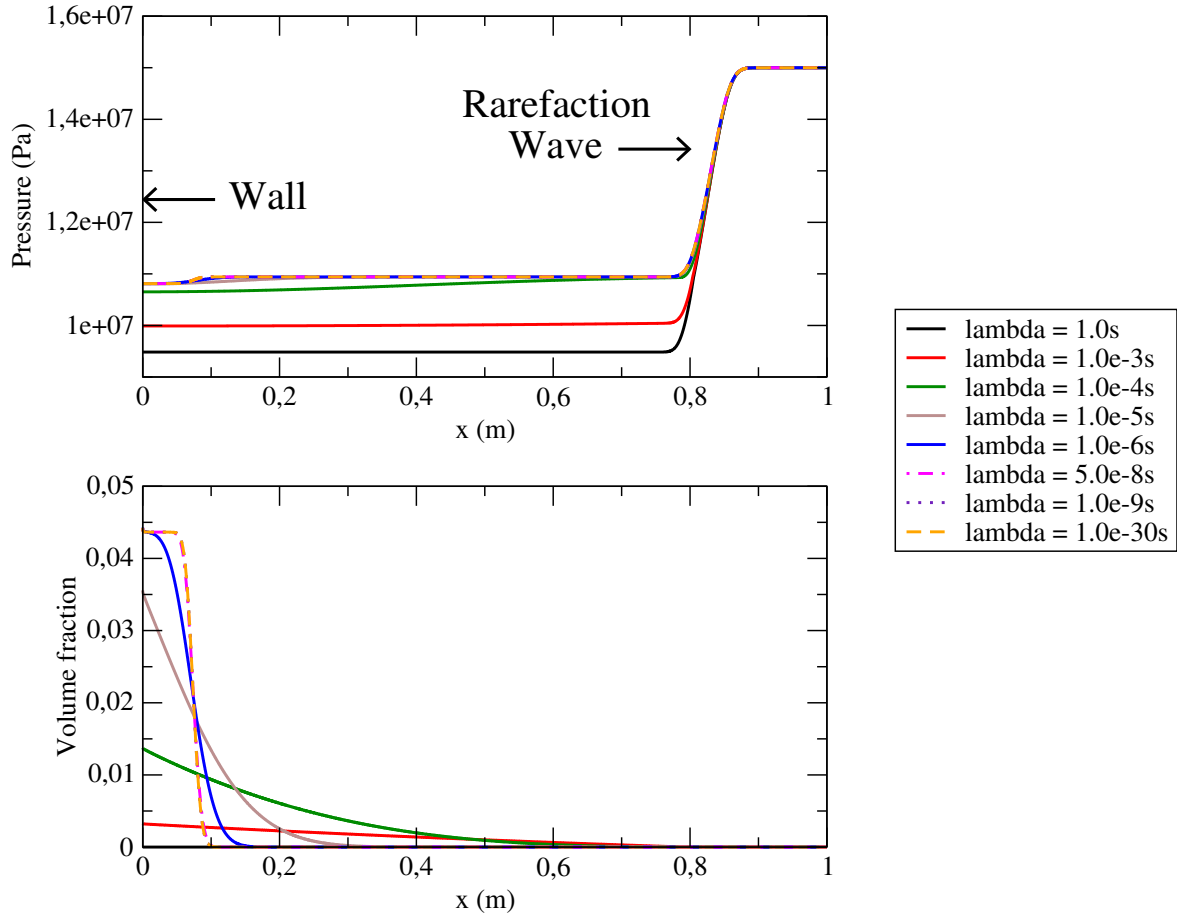 1,6e+07
1,4e+07
1,2e+07
1e+07
Pressure (Pa)
Rarefaction
Wave
Wall
0
0,2
0,4
0,6
0,8
1
x (m)
0,05
0,04
0,03
0,02
0,01
0
Volume fraction
0
0,2
0,4
0,6
0,8
1
x (m)
lambda = 1.0s
lambda = 1.0e-3s
lambda = 1.0e-4s
lambda = 1.0e-5s
lambda = 1.0e-6s
lambda = 5.0e-8s
lambda = 1.0e-9s
lambda = 1.0e-30s